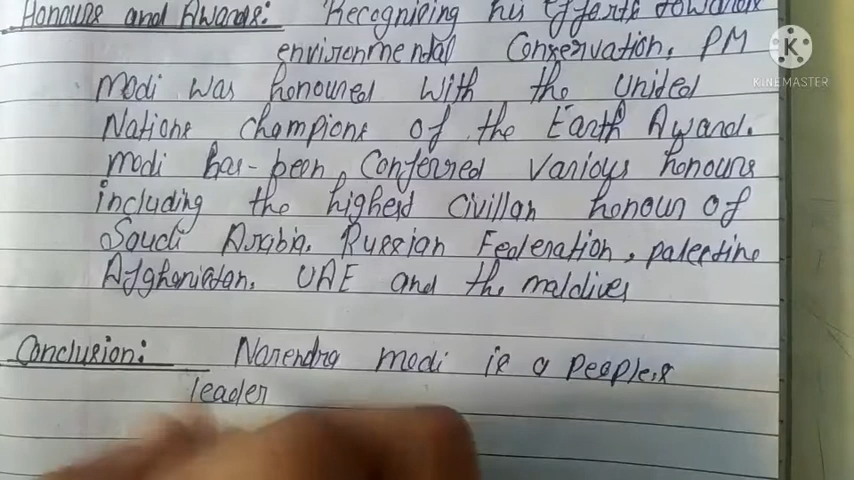 Honours and Awards: Recognising his efforts towards
environmental Conservation. PM
Modi was honoured with the United
Nations champions of the Earth Award.
Modi has-been Conferred various honours
including the highest civillan honour of
Saudi Arabia. Russian Federation, palestine
Afghanistan. UAE and the maldives
Conclusion: Narendra modi is a people's
leader
KINEMASTER